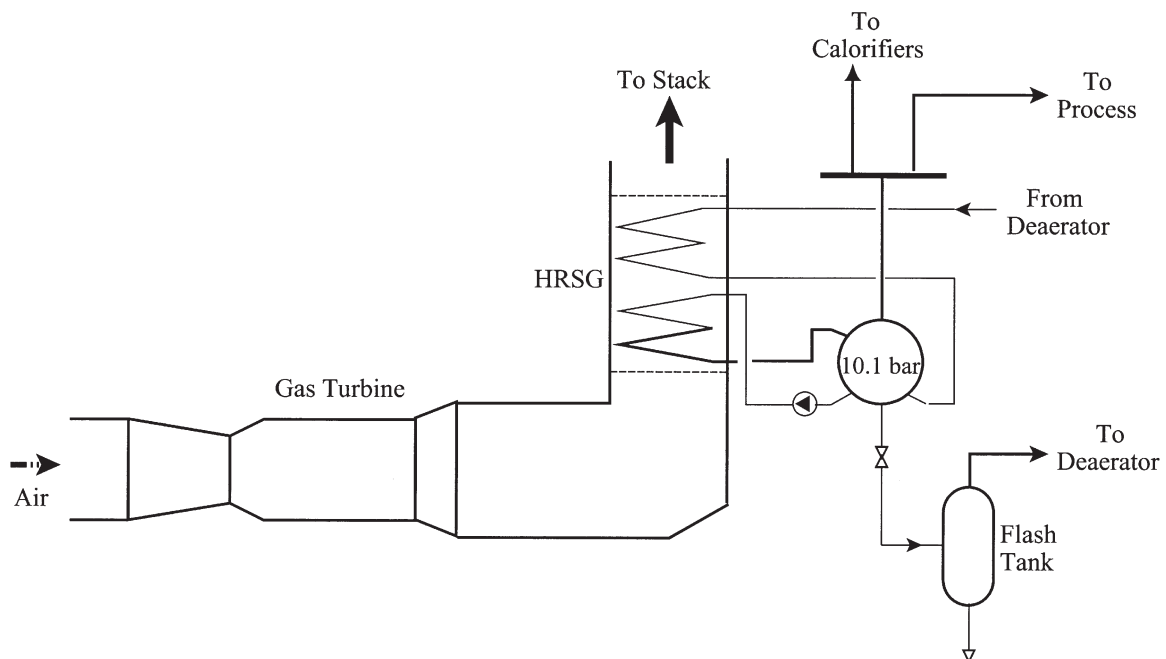 To
Calorifiers
To Stack
To
Process
From
Deaerator
HRSG
10.1 bar
Gas Turbine
Air
To
Deaerator
Flash
Tank